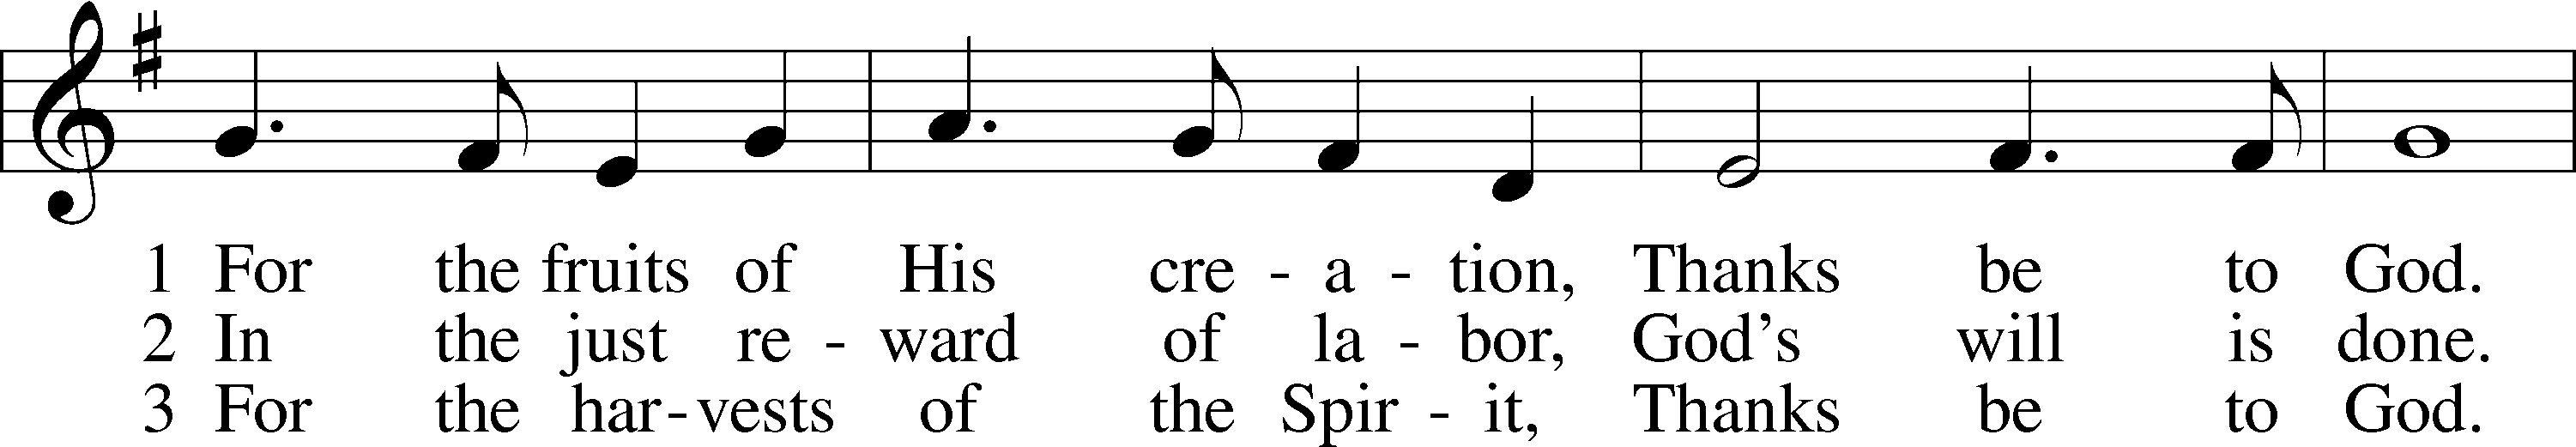 1 For the fruits of His cre - a - tion, Thanks be to God.
2 In the just re - ward of la - bor, God's will is done.
3 For the har - vests of the Spir - it, Thanks be to God.